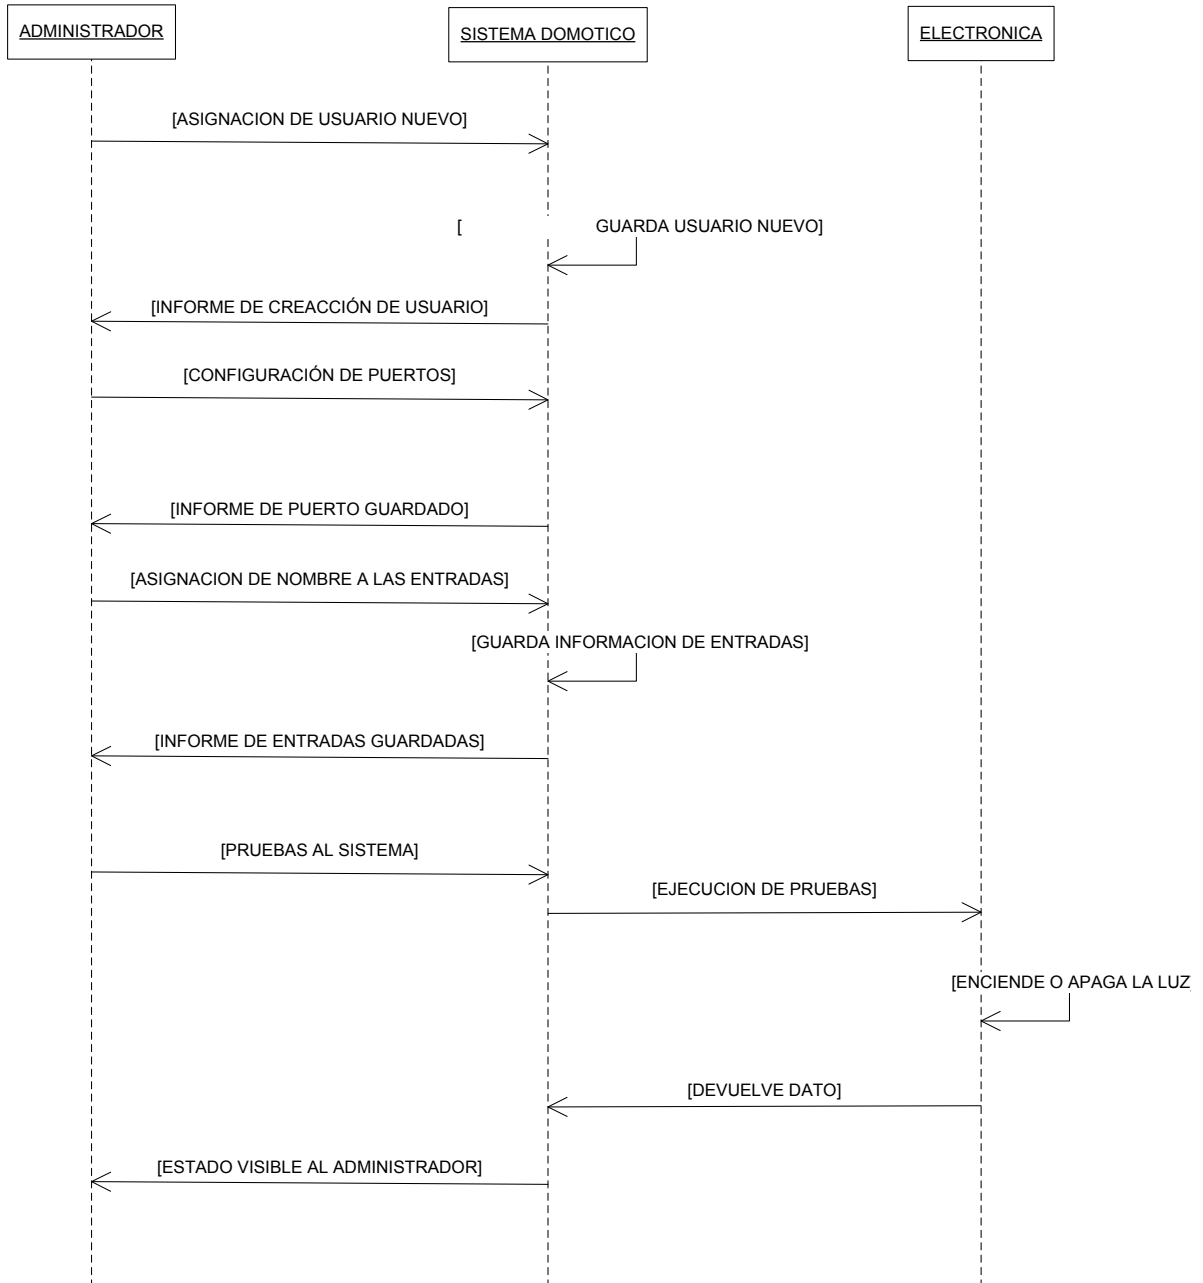 ADMINISTRADOR
SISTEMA DOMOTICO
ELECTRONICA
[ASIGNACION DE USUARIO NUEVO]
[ GUARDA USUARIO NUEVO]
[INFORME DE CREACCIÓN DE USUARIO]
[CONFIGURACIÓN DE PUERTOS]
[INFORME DE PUERTO GUARDADO]
[ASIGNACION DE NOMBRE A LAS ENTRADAS]
[GUARDA INFORMACION DE ENTRADAS]
[INFORME DE ENTRADAS GUARDADAS]
[PRUEBAS AL SISTEMA]
[EJECUCION DE PRUEBAS]
[ENCIENDE O APAGA LA LUZ]
[DEVUELVE DATO]
[ESTADO VISIBLE AL ADMINISTRADOR]